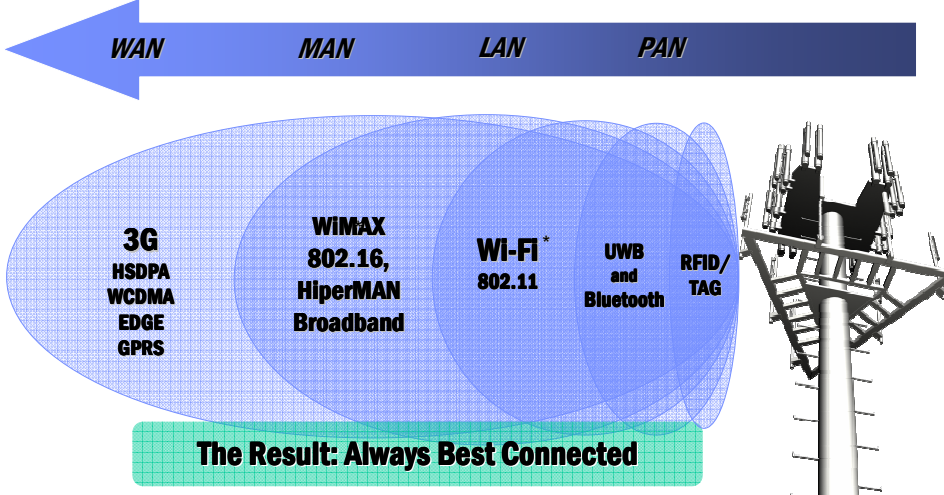 WAN MAN LAN PAN
3G
HSDPA
WCDMA
EDGE
GPRS
WiMAX*
802.16,
HiperMAN
Broadband
Wi-Fi*
802.11
UWB
and
Bluetooth
RFID/
TAG
The Result: Always Best Connected